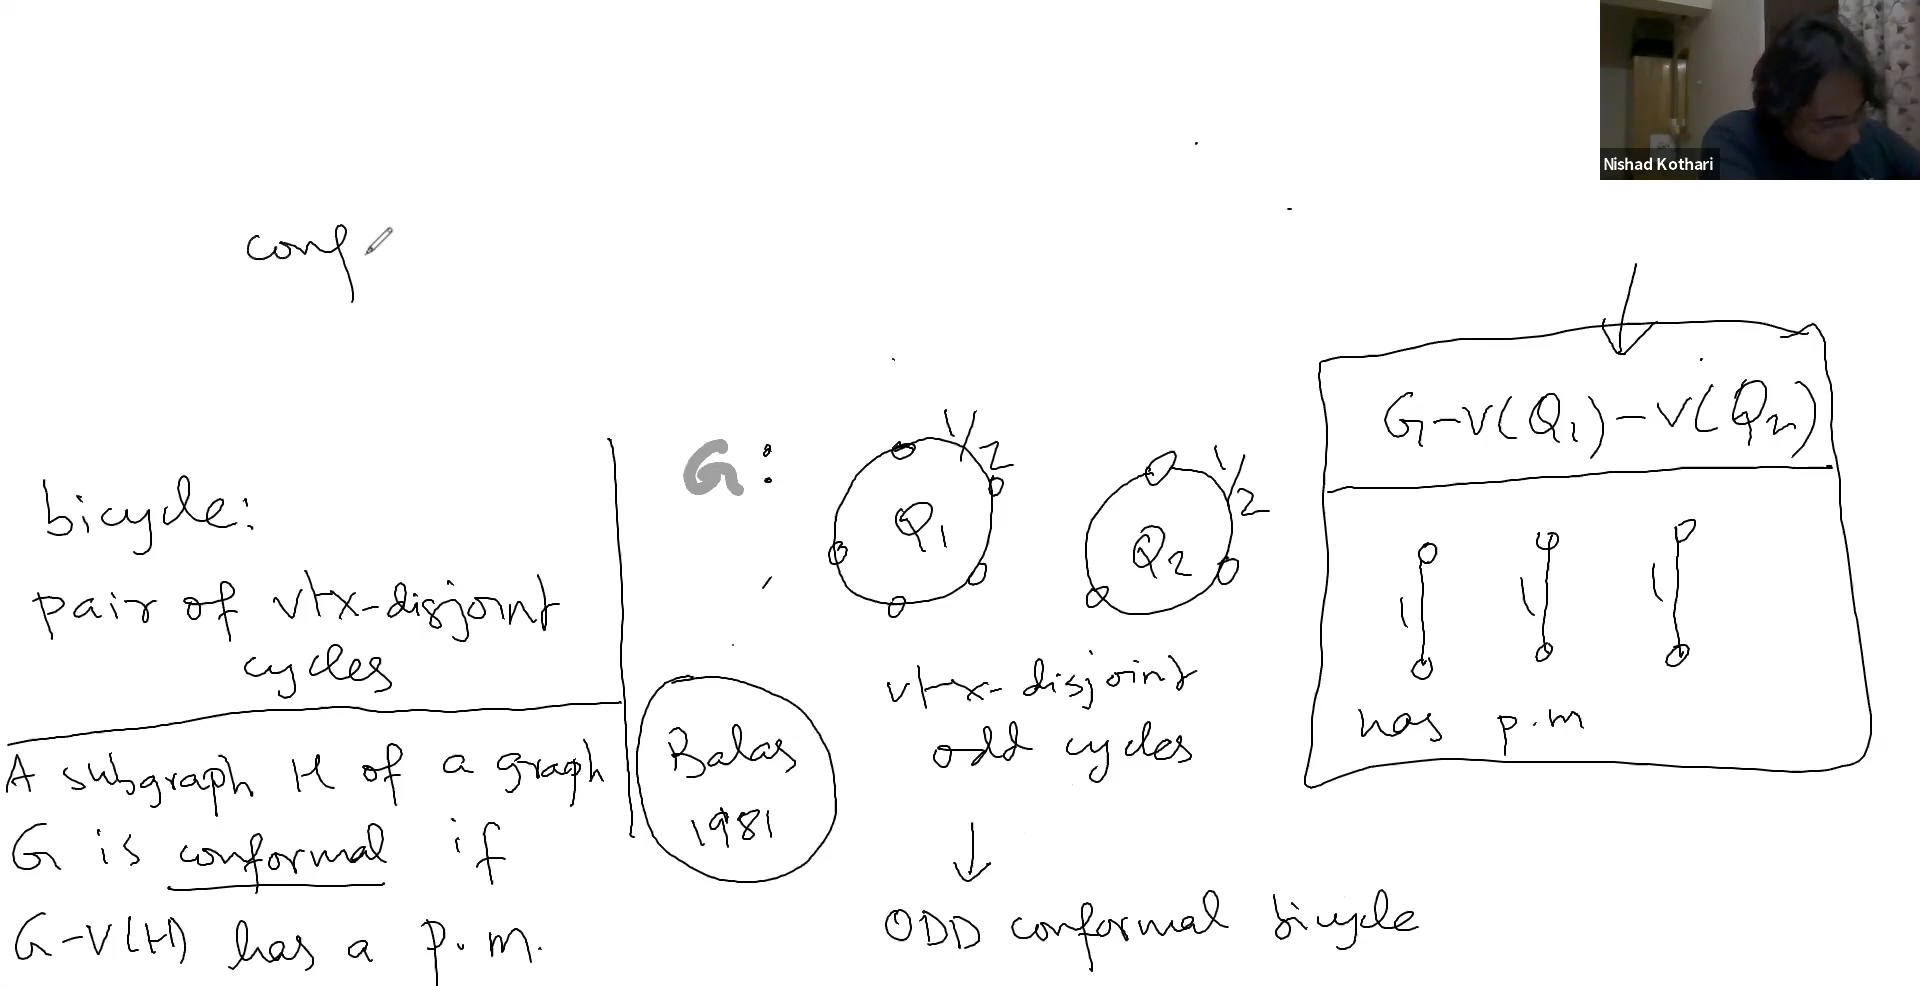 Nishad Kothari
conf
bicycle:
pair of vtx-disjoint
cycles
A subgraph H of a graph
G is conformal if
G-V(H) has a p.m.
G:
Q1
1/2
Q2
1/2
vtx-disjoint
odd cycles
↓
ODD conformal bicycle
Balas
1981
G-V(Q1)-V(Q2)
1 1 1
has p.m